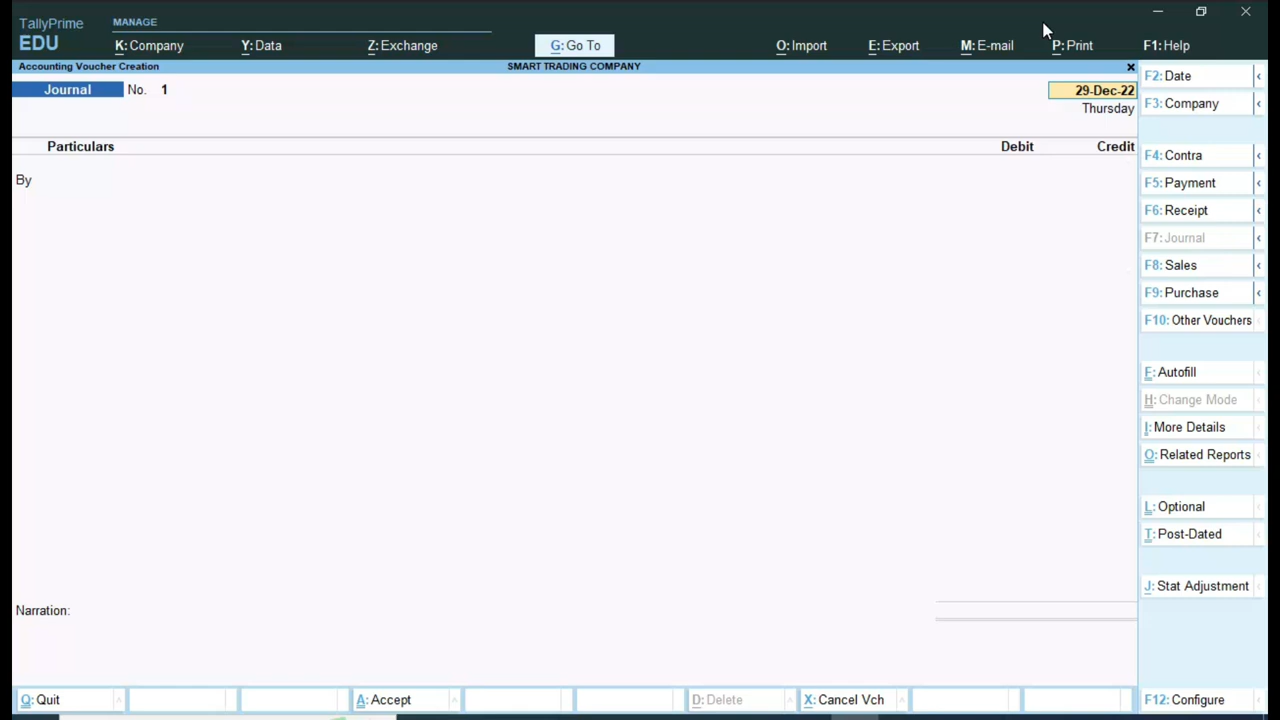 TallyPrime
EDU
MANAGE
K: Company
Y: Data
Z: Exchange
G: Go To
O: Import
E: Export
M: E-mail
P: Print
F1: Help
Accounting Voucher Creation
SMART TRADING COMPANY
Journal No. 1
29-Dec-22
Thursday
Particulars
Debit
Credit
By
Narration:
F2: Date
F3: Company
F4: Contra
F5: Payment
F6: Receipt
F7: Journal
F8: Sales
F9: Purchase
F10: Other Vouchers
F: Autofill
H: Change Mode
I: More Details
O: Related Reports
L: Optional
T: Post-Dated
J: Stat Adjustment
Q: Quit
A: Accept
D: Delete
X: Cancel Vch
F12: Configure